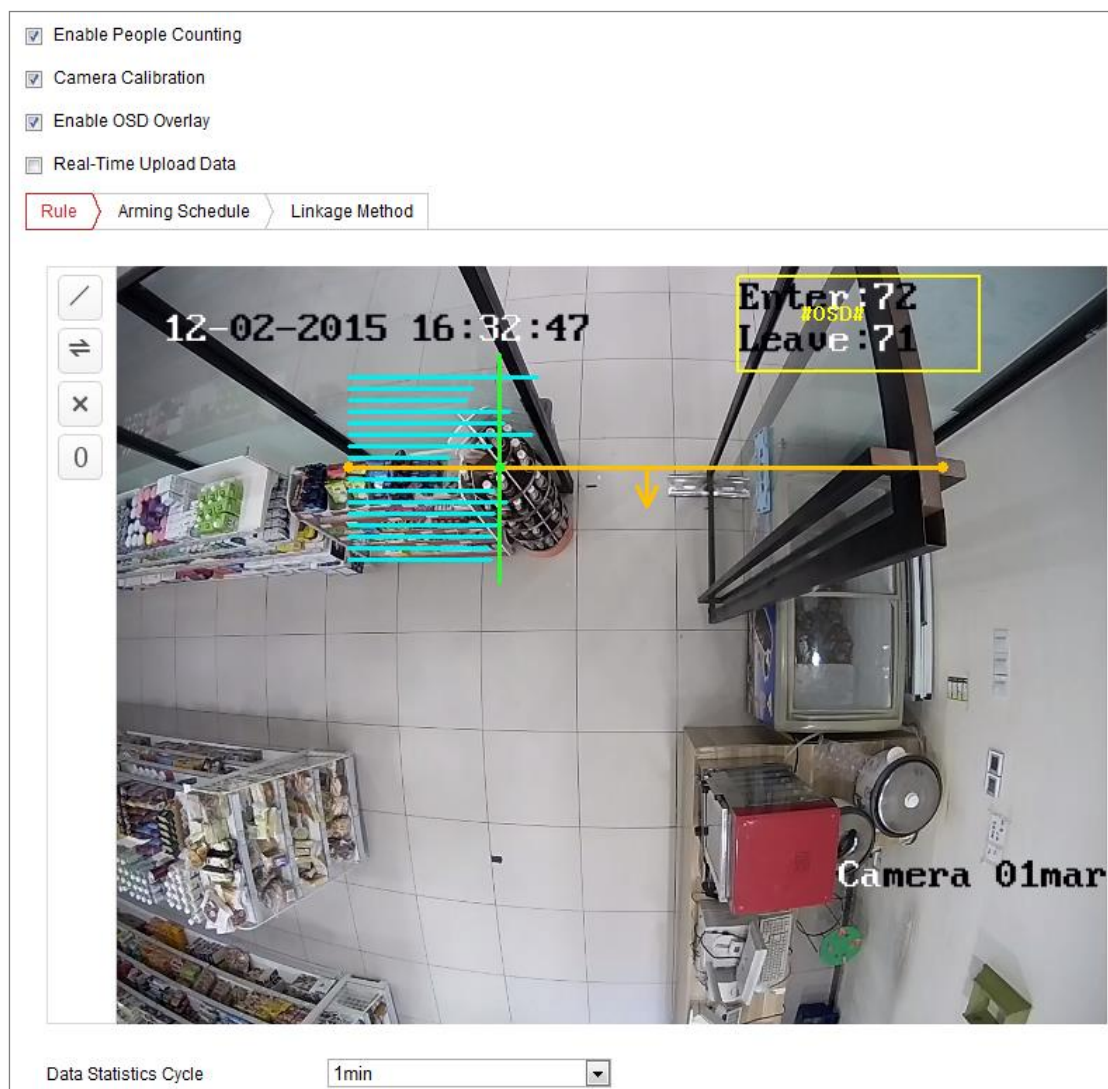 Enable People Counting
Camera Calibration
Enable OSD Overlay
Real-Time Upload Data
Rule Arming Schedule Linkage Method
12-02-2015 16:32:47
Enter:72
#OSD#
Leave:71
0
Camera 01mar
Data Statistics Cycle 1min